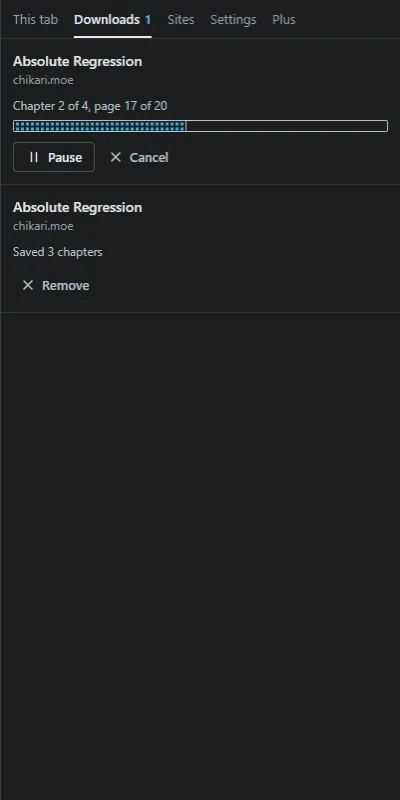 This tab Downloads 1 Sites Settings Plus
Absolute Regression
chikari.moe
Chapter 2 of 4, page 17 of 20
Pause Cancel
Absolute Regression
chikari.moe
Saved 3 chapters
Remove